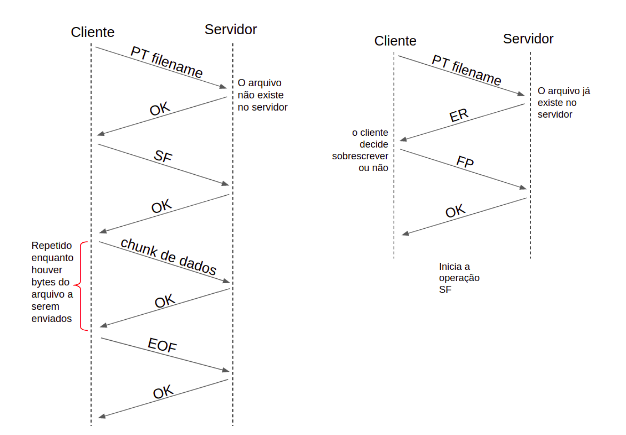 Cliente
Servidor
PT filename
O arquivo
não existe
no servidor
OK
SF
OK
chunk de dados
Repetido
enquanto
houver
bytes do
arquivo a
serem
enviados
OK
EOF
OK
Cliente
Servidor
PT filename
O arquivo já
existe no
servidor
ER
o cliente
decide
sobrescrever
ou não
FP
OK
Inicia a
operação
SF